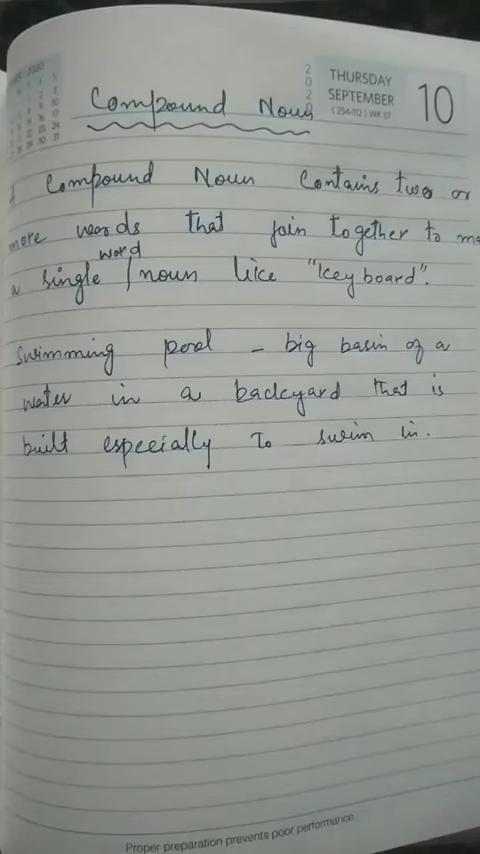 2020
THURSDAY
SEPTEMBER
(254-112) WK 37
10
Compound Noun
A Compound Noun Contains two or
more words that join together to ma
word
a single noun like "keyboard".
Swimming pool - big basin of a
water in a backyard that is
built especially to swim in.
Proper preparation prevents poor performance